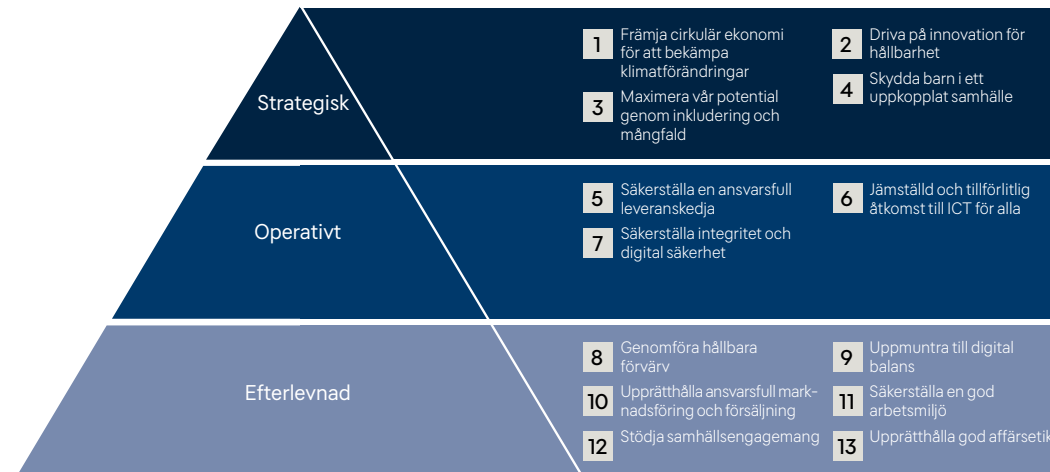 Strategisk
1
Främja cirkulär ekonomi
för att bekämpa
klimatförändringar
2
Driva på innovation för
hållbarhet
3
Maximera vår potential
genom inkludering och
mångfald
4
Skydda barn i ett
uppkopplat samhälle
Operativt
5
Säkerställa en ansvarsfull
leveranskedja
6
Jämställd och tillförlitlig
åtkomst till ICT för alla
7
Säkerställa integritet och
digital säkerhet
Efterlevnad
8
Genomföra hållbara
förvärv
9
Uppmuntra till digital
balans
10
Upprätthålla ansvarsfull mark-
nadsföring och försäljning
11
Säkerställa en god
arbetsmiljö
12
Stödja samhällsengagemang
13
Upprätthålla god affärsetik